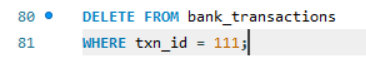 80 DELETE FROM bank_transactions
81 WHERE txn_id = 111;